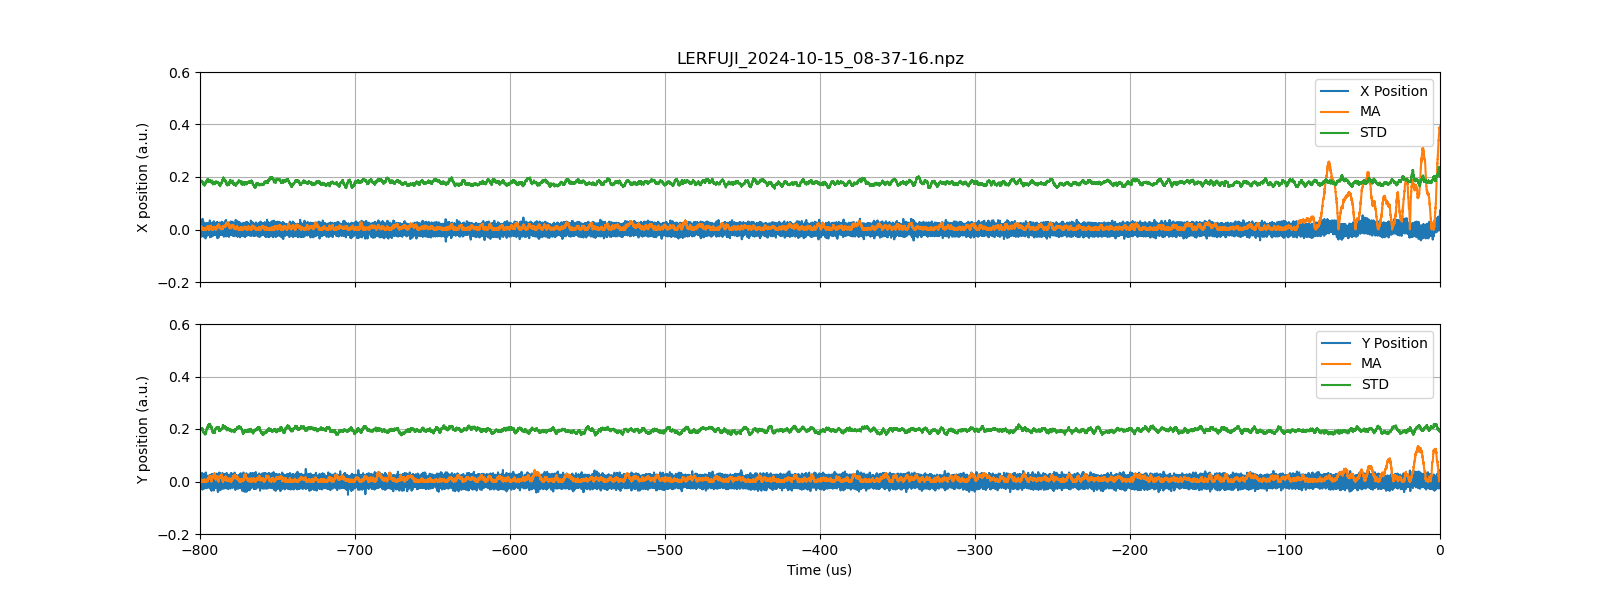 LERFUJI_2024-10-15_08-37-16.npz
0.6
0.4
0.2
0.0
−0.2
X position (a.u.)
X Position
MA
STD
0.6
0.4
0.2
0.0
−0.2
Y position (a.u.)
Y Position
MA
STD
−800 −700 −600 −500 −400 −300 −200 −100 0
Time (us)